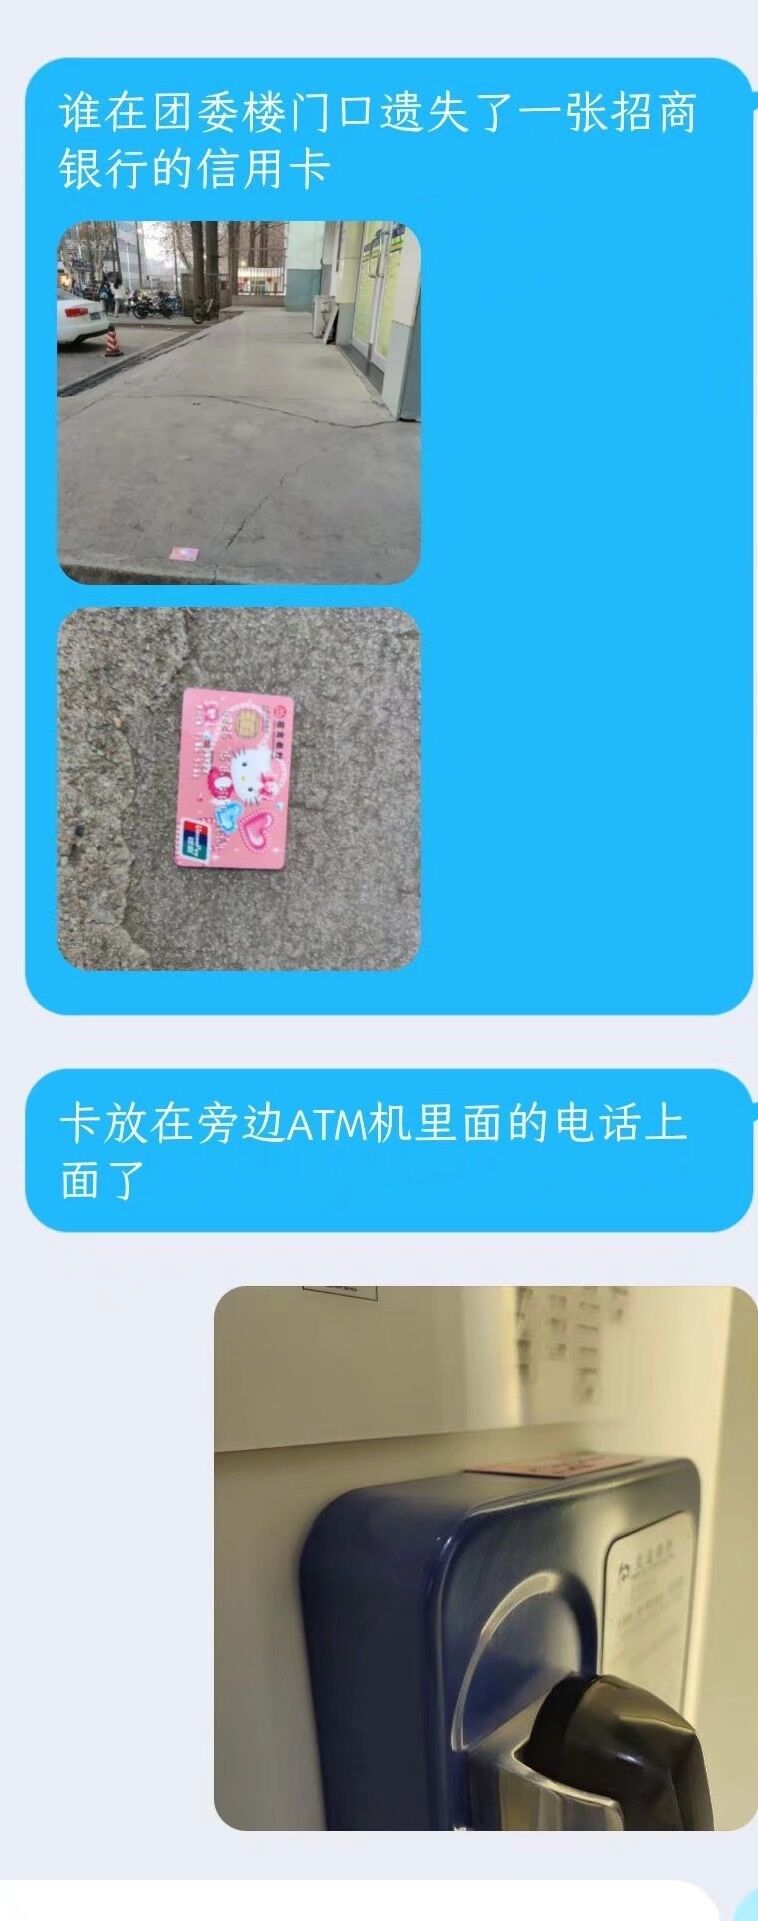 谁在团委楼门口遗失了一张招商
银行的信用卡
卡放在旁边ATM机里面的电话上
面了